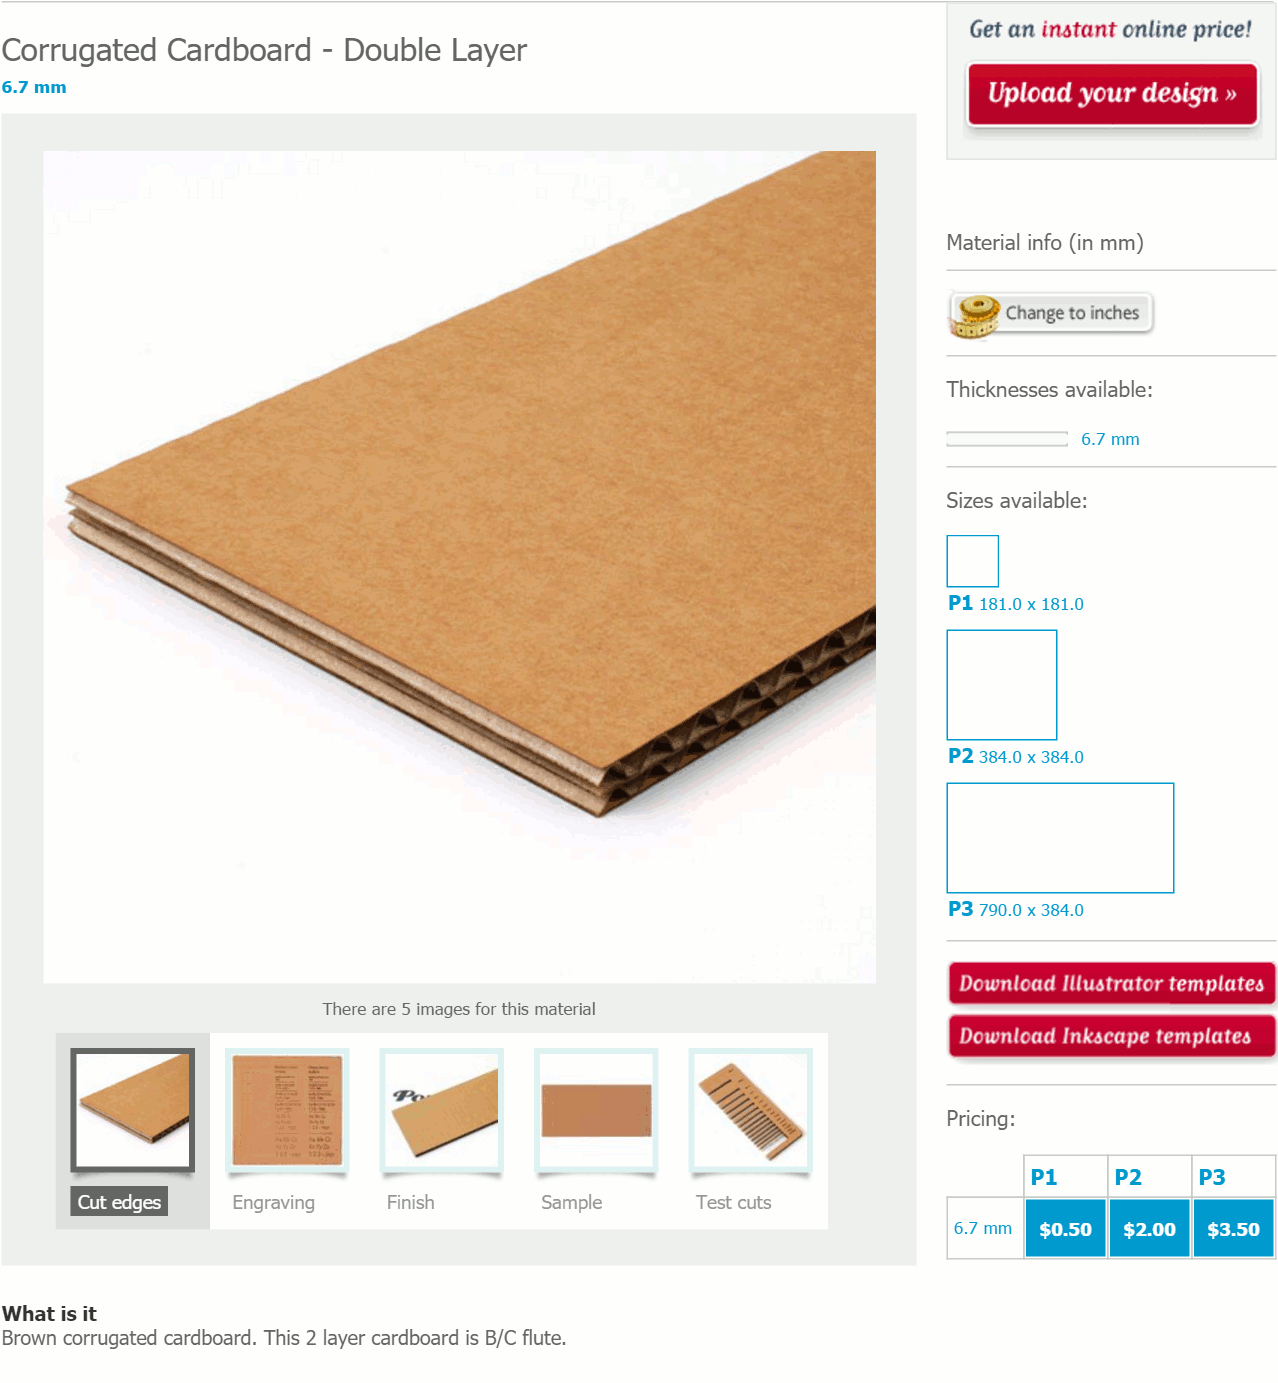 Corrugated Cardboard - Double Layer
6.7 mm
There are 5 images for this material
Cut edges
Engraving
Finish
Sample
Test cuts
What is it
Brown corrugated cardboard. This 2 layer cardboard is B/C flute.
Get an instant online price!
Upload your design »
Material info (in mm)
Change to inches
Thicknesses available:
6.7 mm
Sizes available:
P1 181.0 x 181.0
P2 384.0 x 384.0
P3 790.0 x 384.0
Download Illustrator templates
Download Inkscape templates
Pricing:
P1 P2 P3
6.7 mm $0.50 $2.00 $3.50